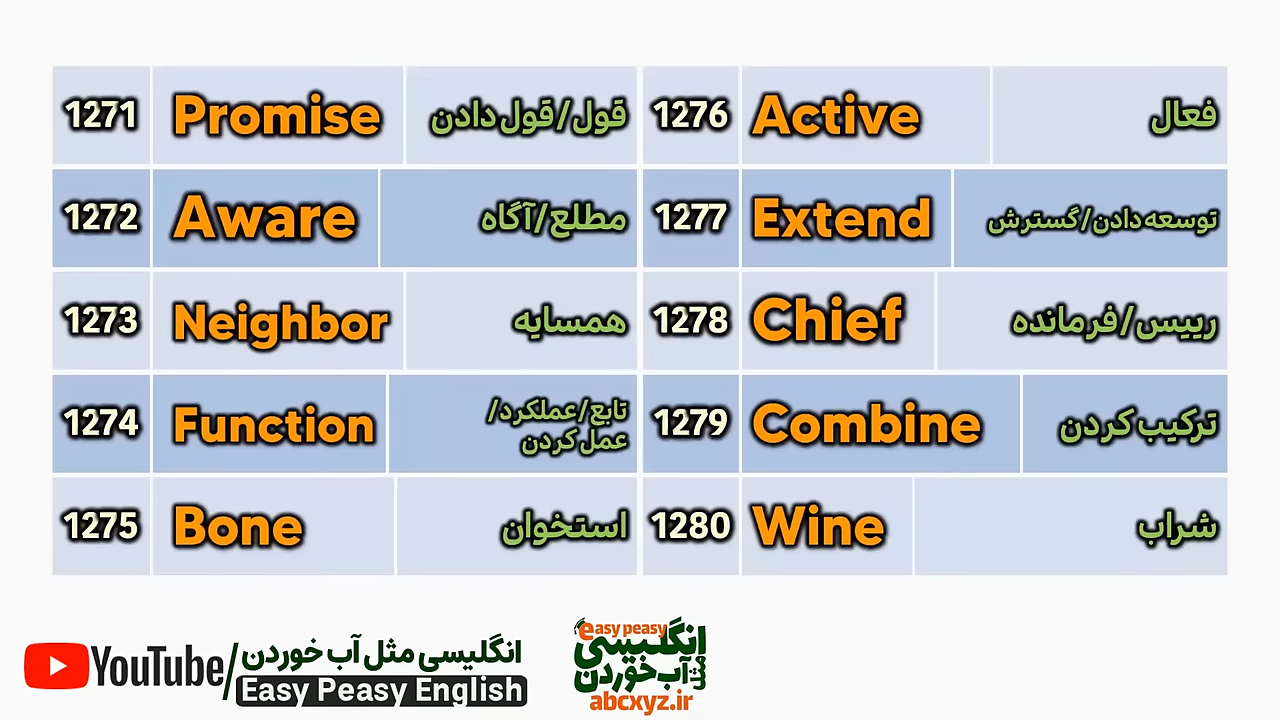 1271 Promise قول/قول دادن
1272 Aware مطلع/آگاه
1273 Neighbor همسایه
1274 Function تابع/عملکرد/
عمل کردن
1275 Bone استخوان
1276 Active فعال
1277 Extend توسعه دادن/گسترش
1278 Chief رییس/فرمانده
1279 Combine ترکیب کردن
1280 Wine شراب
YouTube/انگلیسی مثل آب خوردن
Easy Peasy English
easy peasy
انگلیسی
مثل آب خوردن
abcxyz.ir